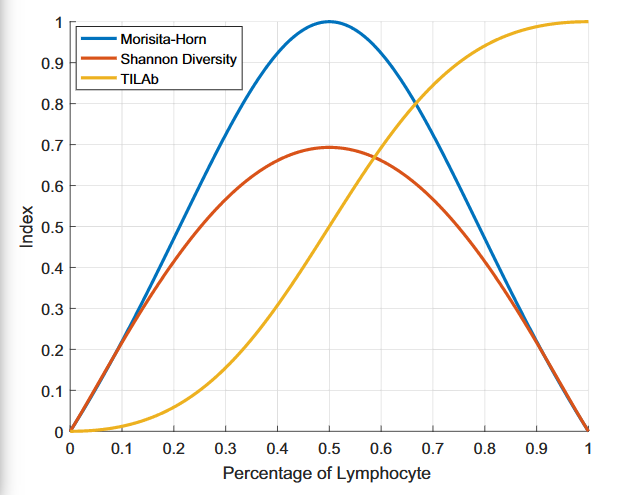 Morisita-Horn
Shannon Diversity
TILAb
1
0.9
0.8
0.7
0.6
0.5
0.4
0.3
0.2
0.1
0
Index
0 0.1 0.2 0.3 0.4 0.5 0.6 0.7 0.8 0.9 1
Percentage of Lymphocyte